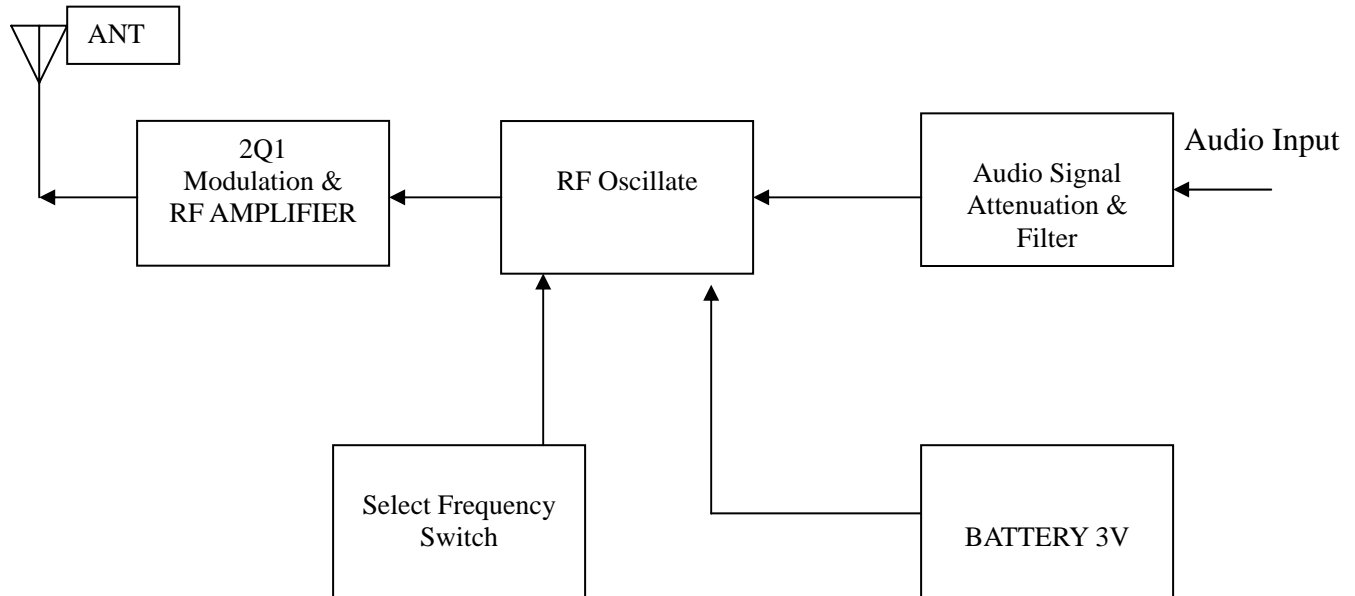 ANT
2Q1
Modulation &
RF AMPLIFIER
RF Oscillate
Audio Signal
Attenuation &
Filter
Audio Input
Select Frequency
Switch
BATTERY 3V